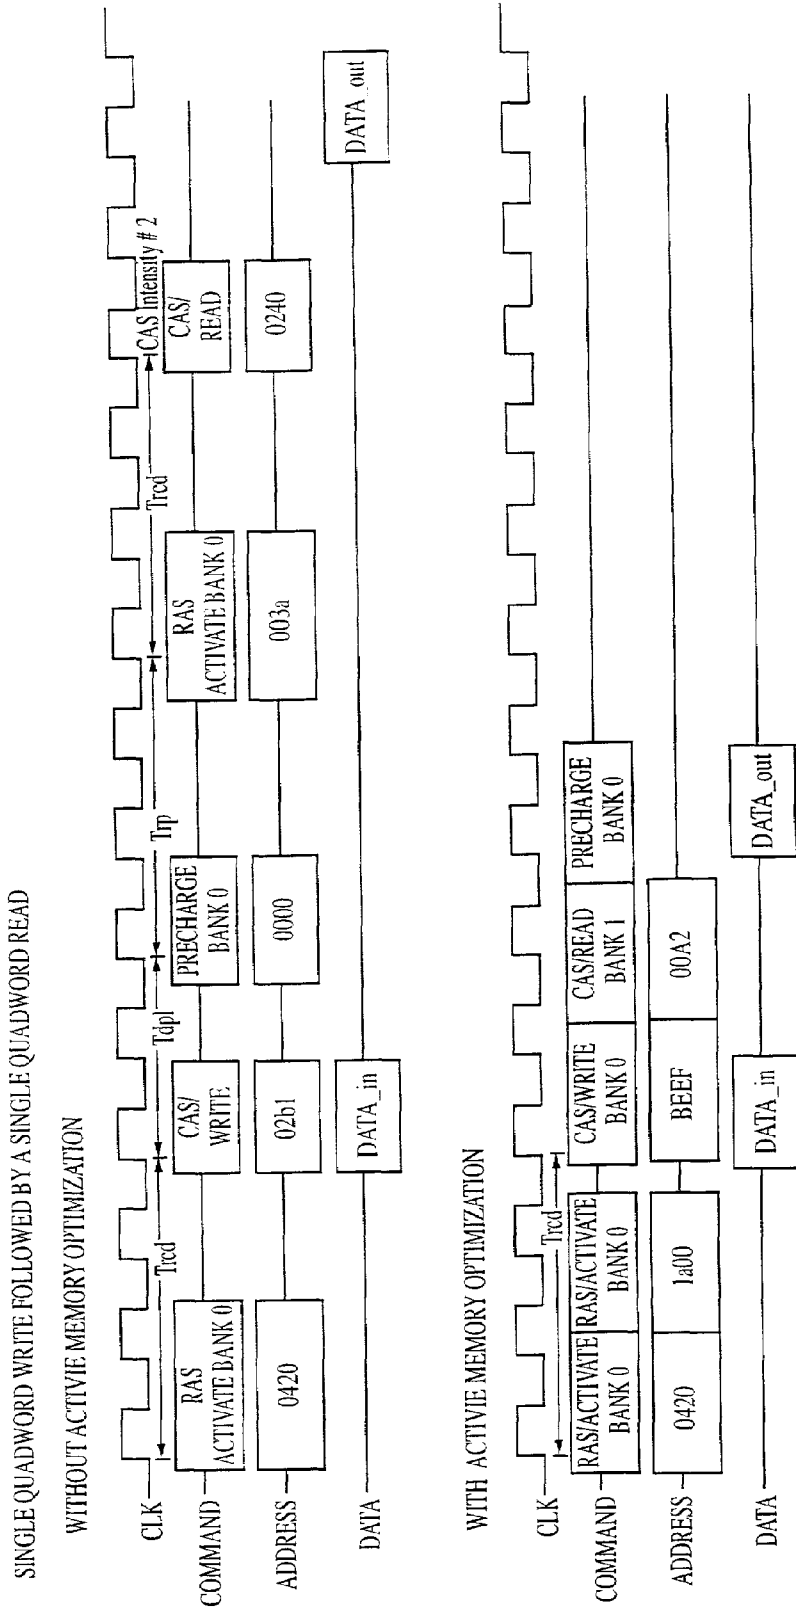 SINGLE QUADWORD WRITE FOLLOWED BY A SINGLE QUADWORD READ
WITHOUT ACTIVIE MEMORY OPTIMIZATION
CLK
Trcd
Tdpl
Trp
Trcd
CAS Intensity # 2
COMMAND
RAS
ACTIVATE BANK 0
CAS/
WRITE
PRECHARGE
BANK 0
RAS
ACTIVATE BANK 0
CAS/
READ
ADDRESS
0420
02b1
0000
003a
0240
DATA
DATA_in
DATA_out
WITH ACTIVIE MEMORY OPTIMIZATION
CLK
Trcd
COMMAND
RAS/ACTIVATE
BANK 0
RAS/ACTIVATE
BANK 0
CAS/WRITE
BANK 0
CAS/READ
BANK 1
PRECHARGE
BANK 0
ADDRESS
0420
1a00
BEEF
00A2
DATA
DATA_in
DATA_out